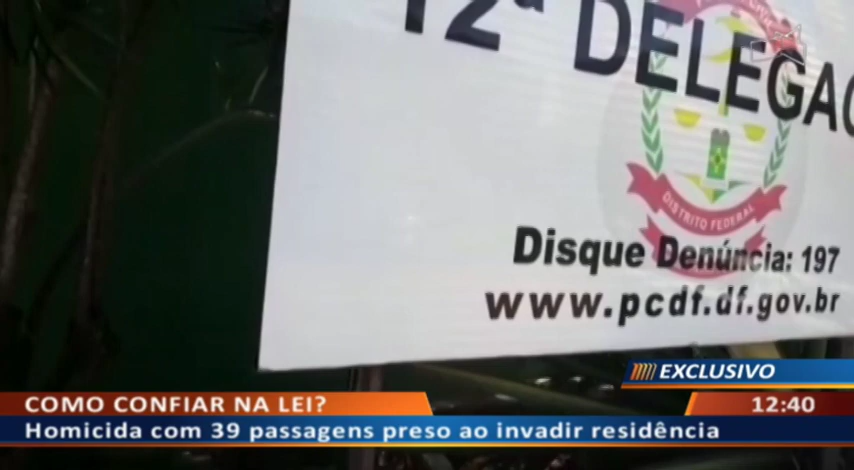 12ª DELEGAC
DISTRITO FEDERAL
Disque Denúncia: 197
www.pcdf.df.gov.br
EXCLUSIVO
COMO CONFIAR NA LEI?
12:40
Homicida com 39 passagens preso ao invadir residência